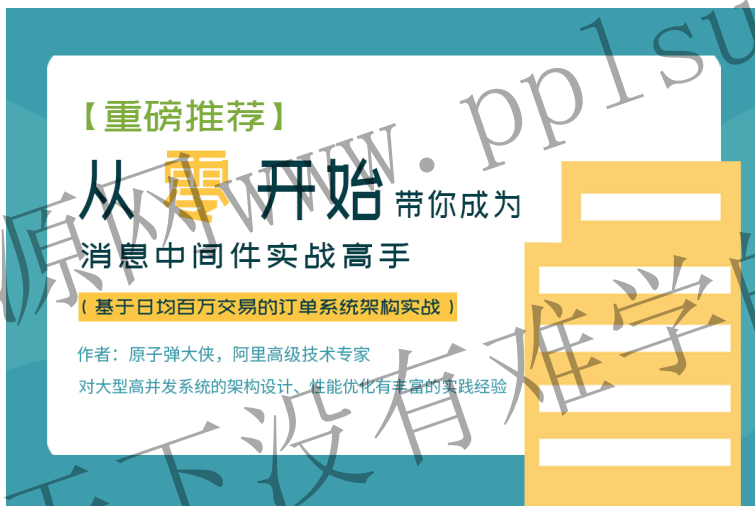 【重磅推荐】
从零开始带你成为
消息中间件实战高手
（基于日均百万交易的订单系统架构实战）
作者：原子弹大侠，阿里高级技术专家
对大型高并发系统的架构设计、性能优化有丰富的实践经验
源网www.pp1su
天下没有难学的